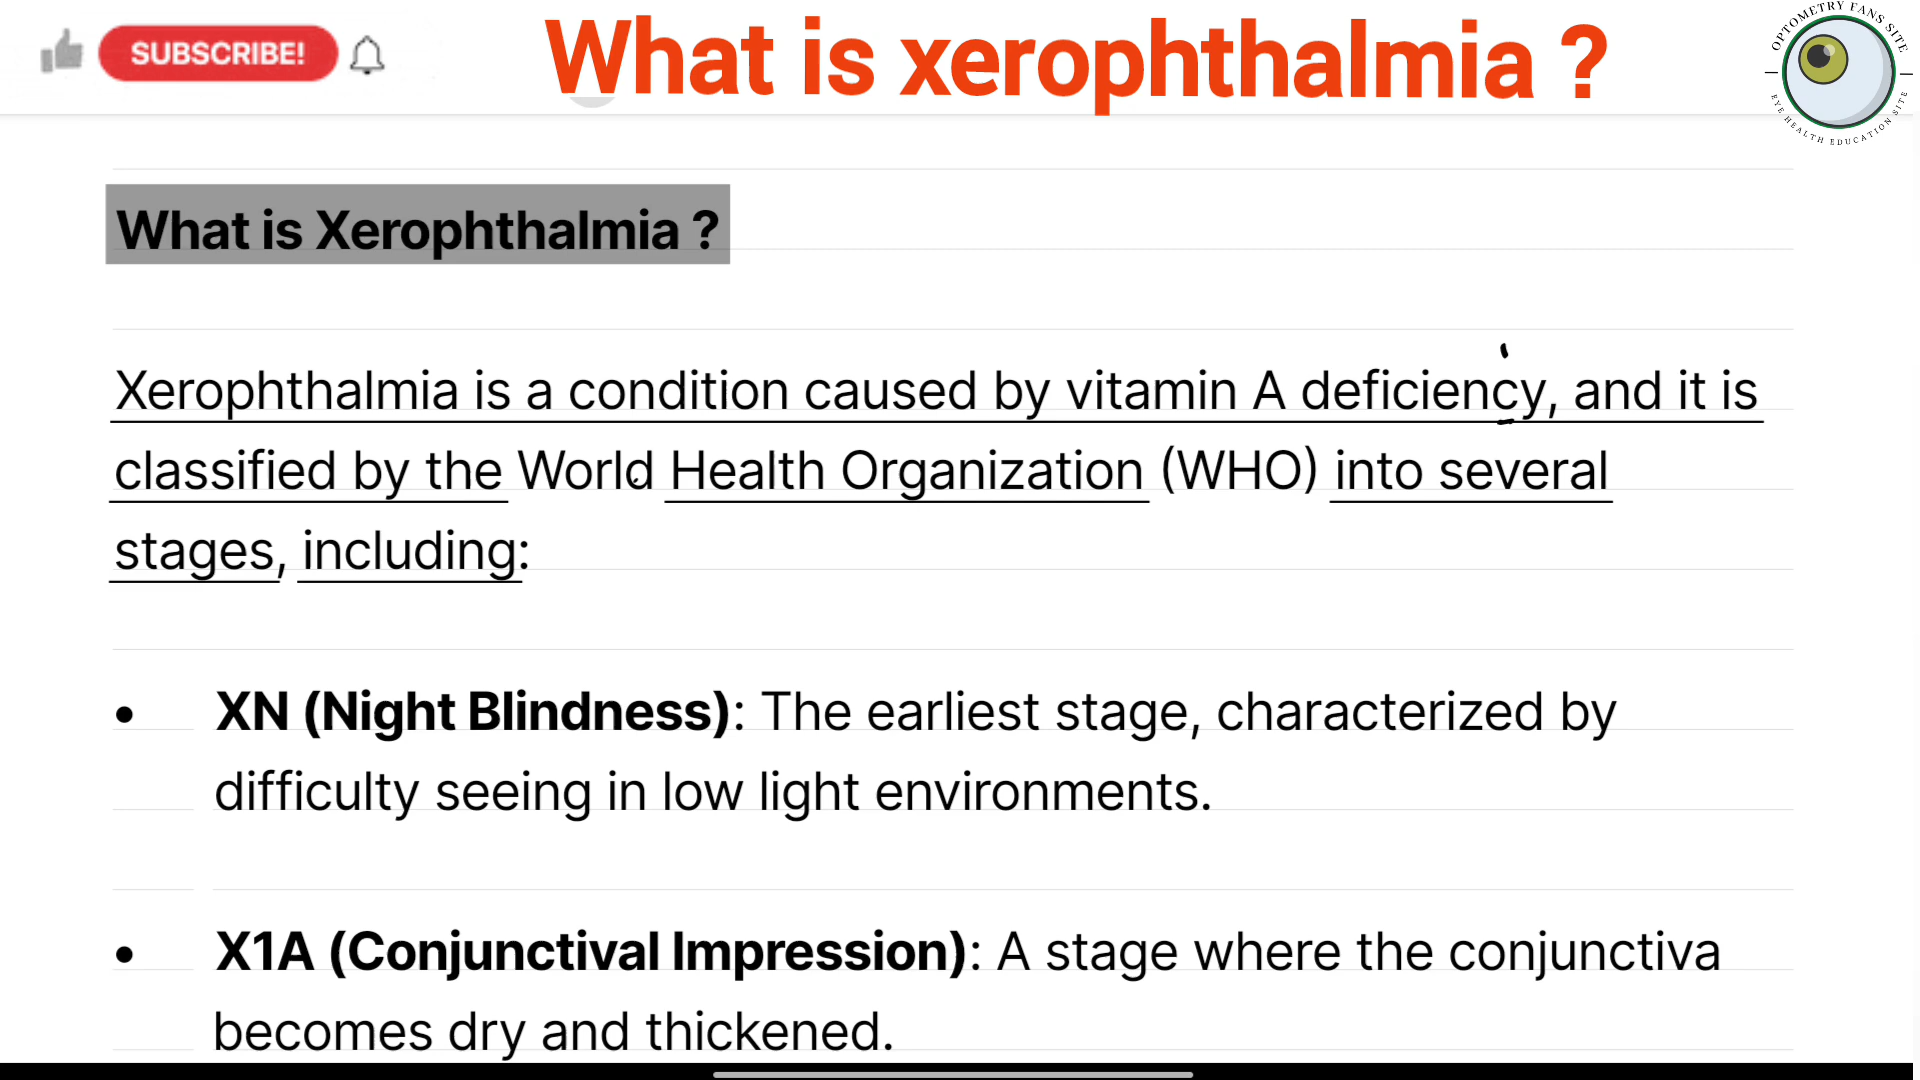 SUBSCRIBE!
What is xerophthalmia ?
OPTOMETRY FANS SITE
EYE HEALTH EDUCATION SITE
What is Xerophthalmia ?
Xerophthalmia is a condition caused by vitamin A deficiency, and it is
classified by the World Health Organization (WHO) into several
stages, including:
• XN (Night Blindness): The earliest stage, characterized by
difficulty seeing in low light environments.
• X1A (Conjunctival Impression): A stage where the conjunctiva
becomes dry and thickened.